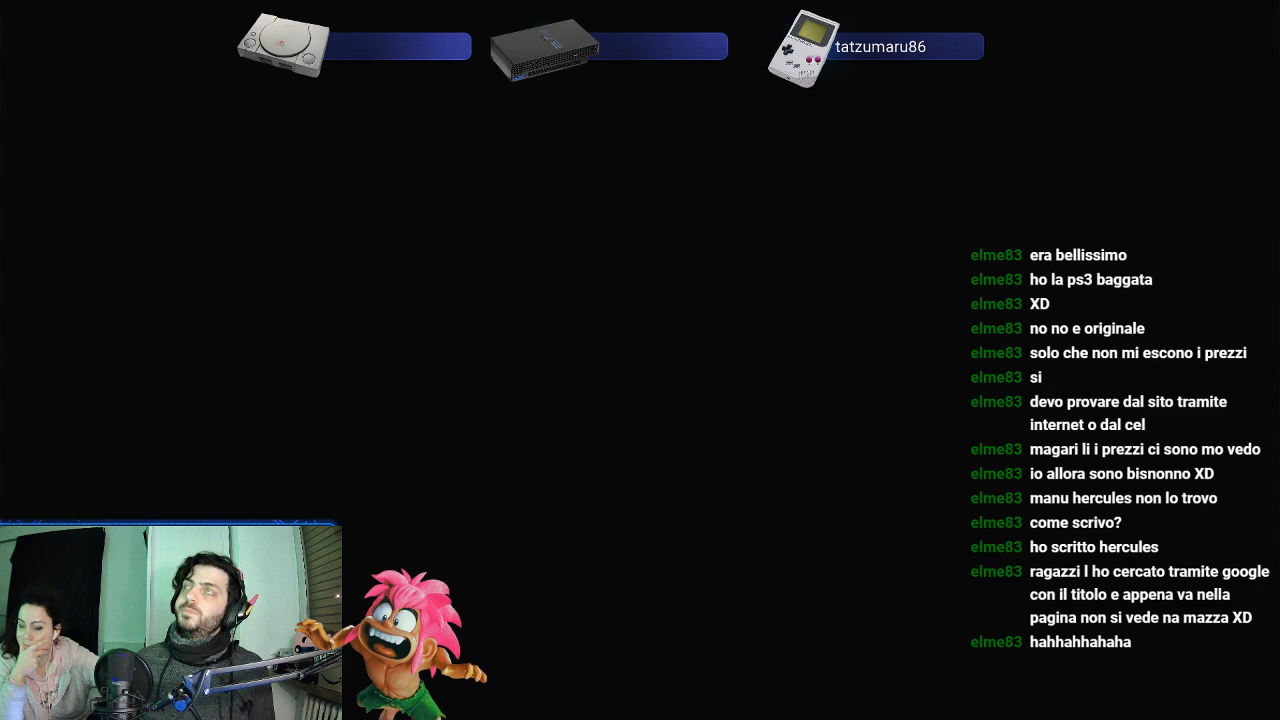 tatzumaru86
elme83 era bellissimo
elme83 ho la ps3 baggata
elme83 XD
elme83 no no e originale
elme83 solo che non mi escono i prezzi
elme83 si
elme83 devo provare dal sito tramite
internet o dal cel
elme83 magari li i prezzi ci sono mo vedo
elme83 io allora sono bisnonno XD
elme83 manu hercules non lo trovo
elme83 come scrivo?
elme83 ho scritto hercules
elme83 ragazzi l ho cercato tramite google
con il titolo e appena va nella
pagina non si vede na mazza XD
elme83 hahhahhahaha